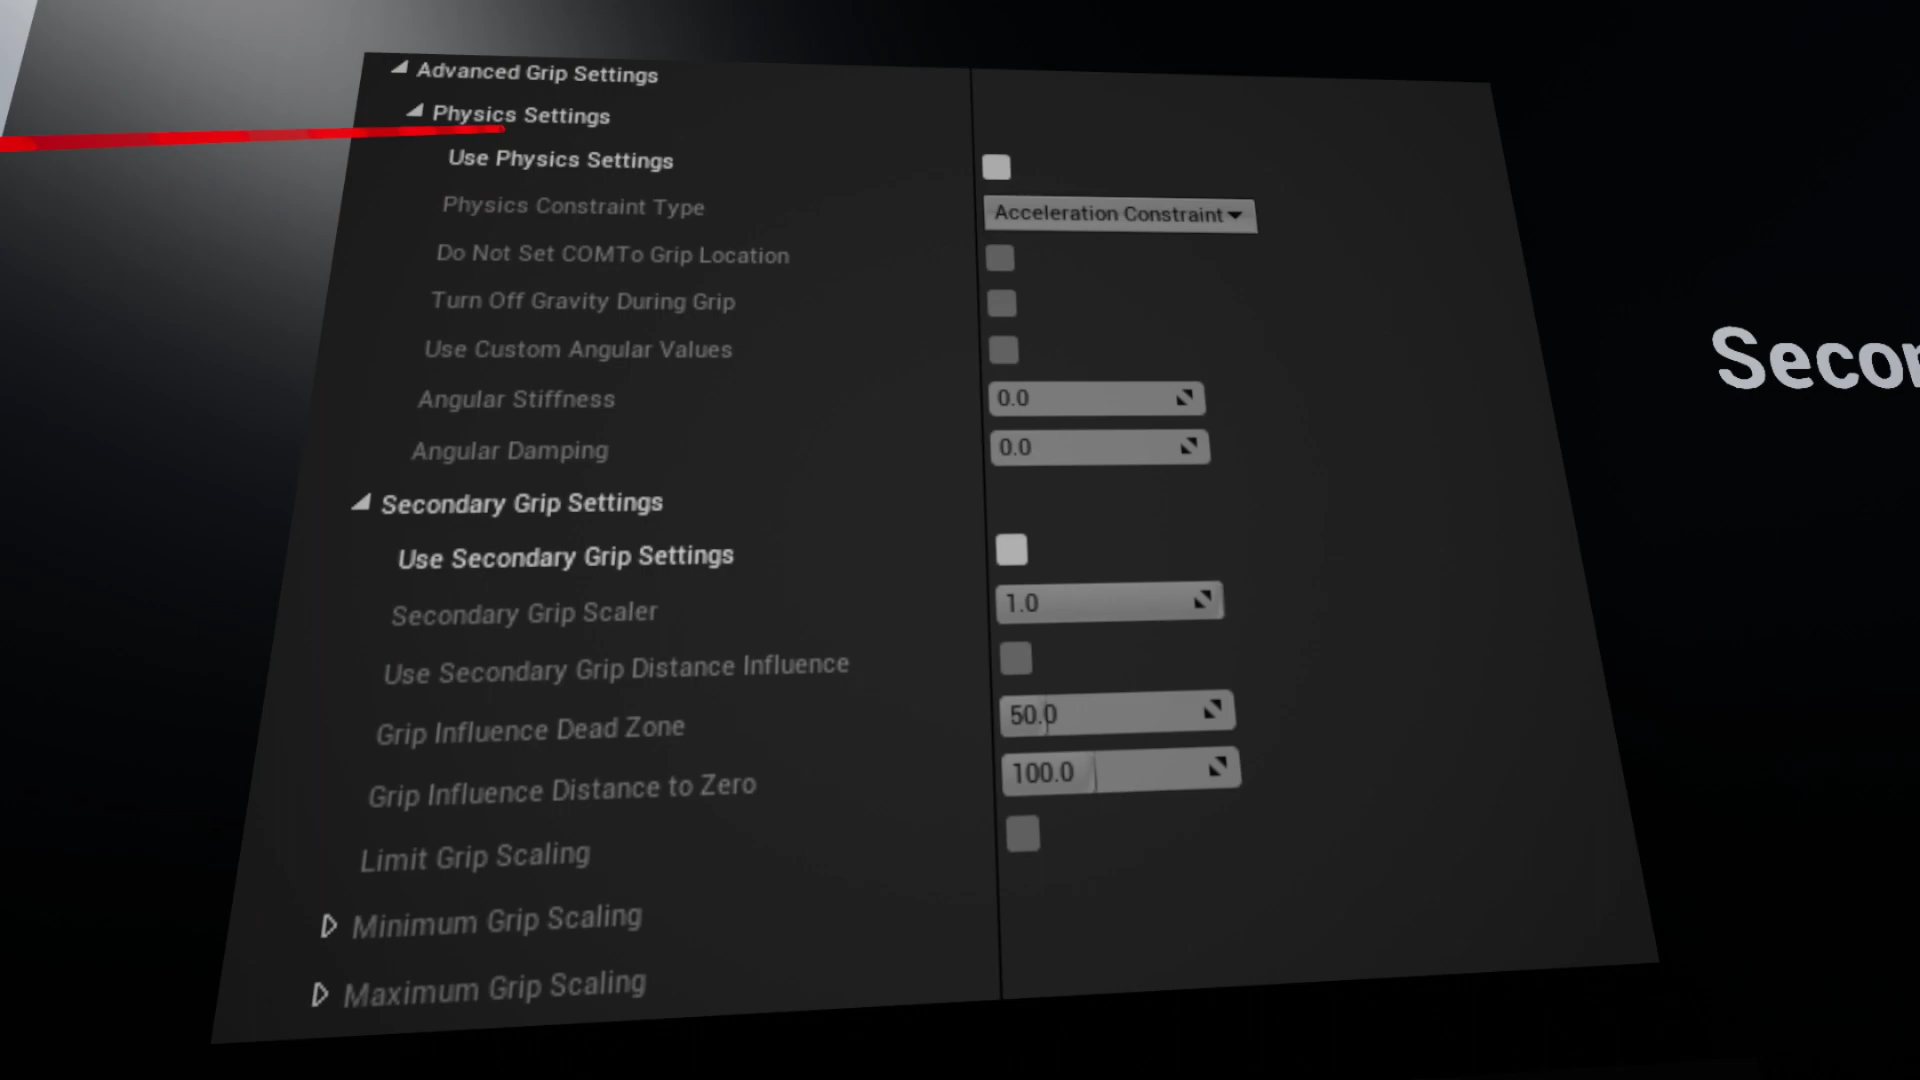 Advanced Grip Settings
Physics Settings
Use Physics Settings
Physics Constraint Type
Acceleration Constraint
Do Not Set COMTo Grip Location
Turn Off Gravity During Grip
Use Custom Angular Values
Angular Stiffness
0.0
Angular Damping
0.0
Secondary Grip Settings
Use Secondary Grip Settings
Secondary Grip Scaler
1.0
Use Secondary Grip Distance Influence
Grip Influence Dead Zone
50.0
Grip Influence Distance to Zero
100.0
Limit Grip Scaling
Minimum Grip Scaling
Maximum Grip Scaling